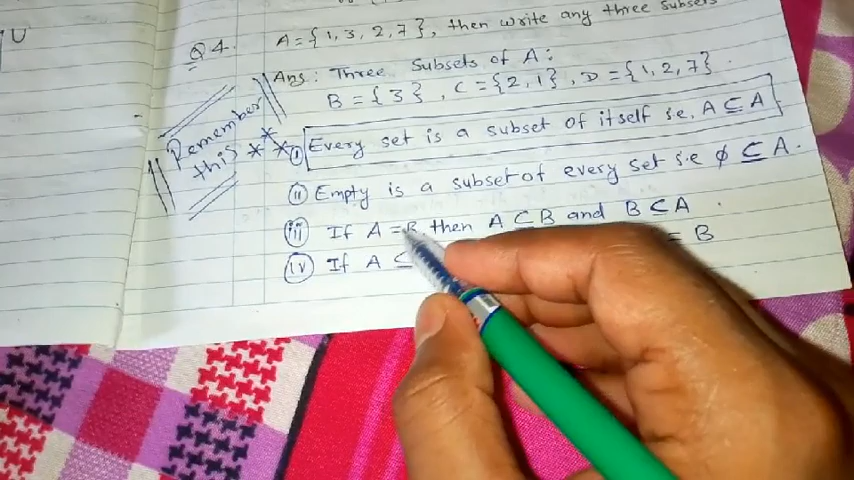 U
Q 4. A = {1, 3, 2, 7}, then write any three subsets
Ans: Three subsets of A:
B = {3}, C = {2, 1}, D = {1, 2, 7}.
Remember this
(i) Every set is a subset of itself i.e. A ⊆ A
(ii) Empty is a subset of every set i.e ϕ ⊆ A.
(iii) If A = B then A ⊆ B and B ⊆ A
(iv) If A ⊆ = B